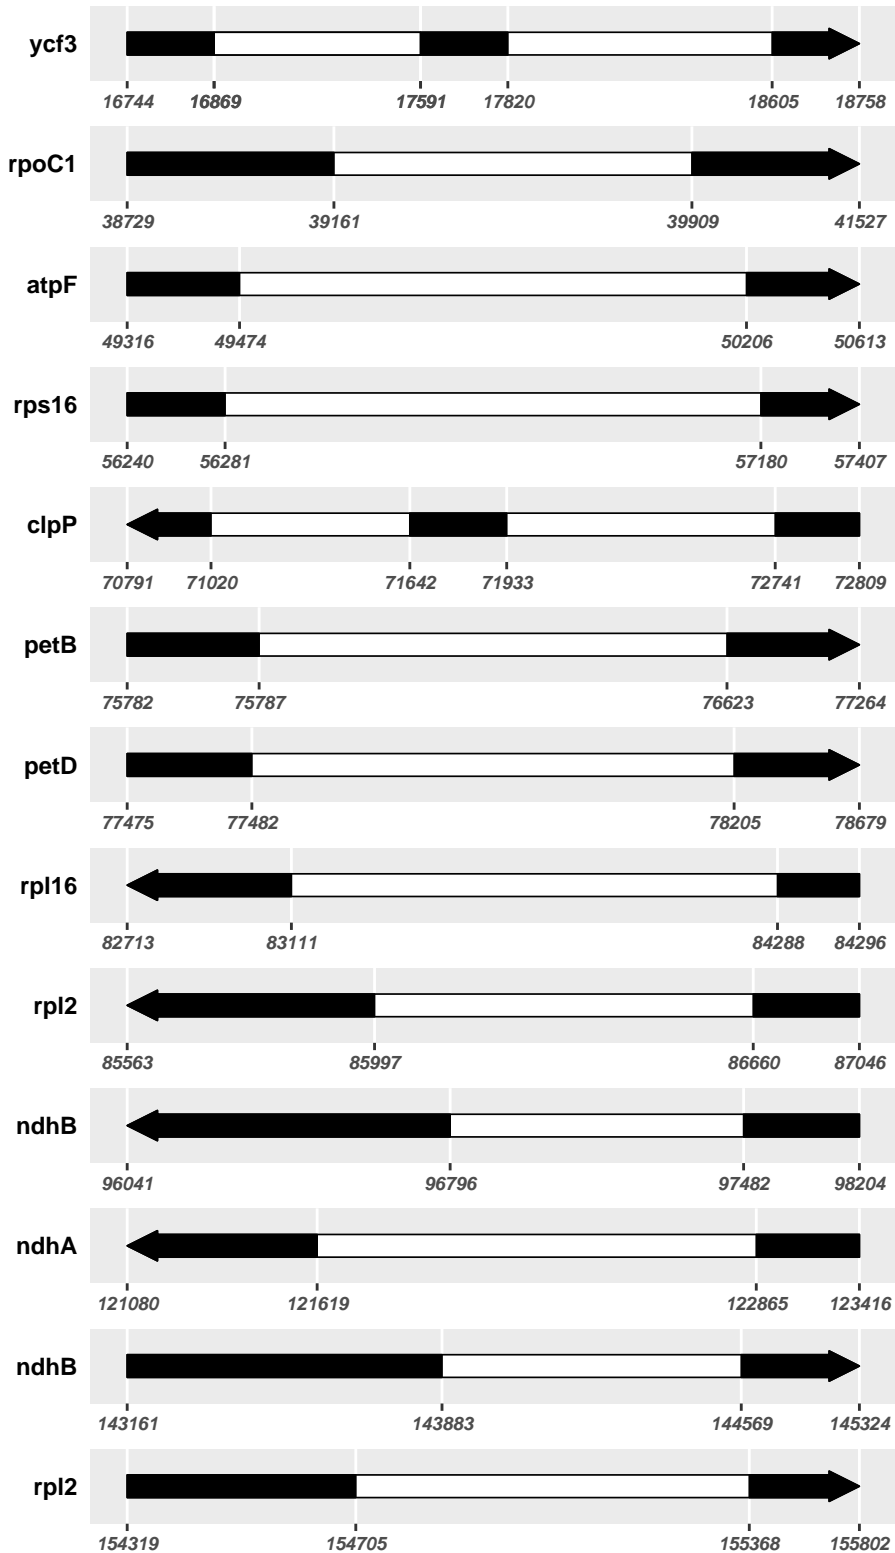 ycf3
16744 16869 17591 17820 18605 18758
rpoC1
38729 39161 39909 41527
atpF
49316 49474 50206 50613
rps16
56240 56281 57180 57407
clpP
70791 71020 71642 71933 72741 72809
petB
75782 75787 76623 77264
petD
77475 77482 78205 78679
rpl16
82713 83111 84288 84296
rpl2
85563 85997 86660 87046
ndhB
96041 96796 97482 98204
ndhA
121080 121619 122865 123416
ndhB
143161 143883 144569 145324
rpl2
154319 154705 155368 155802